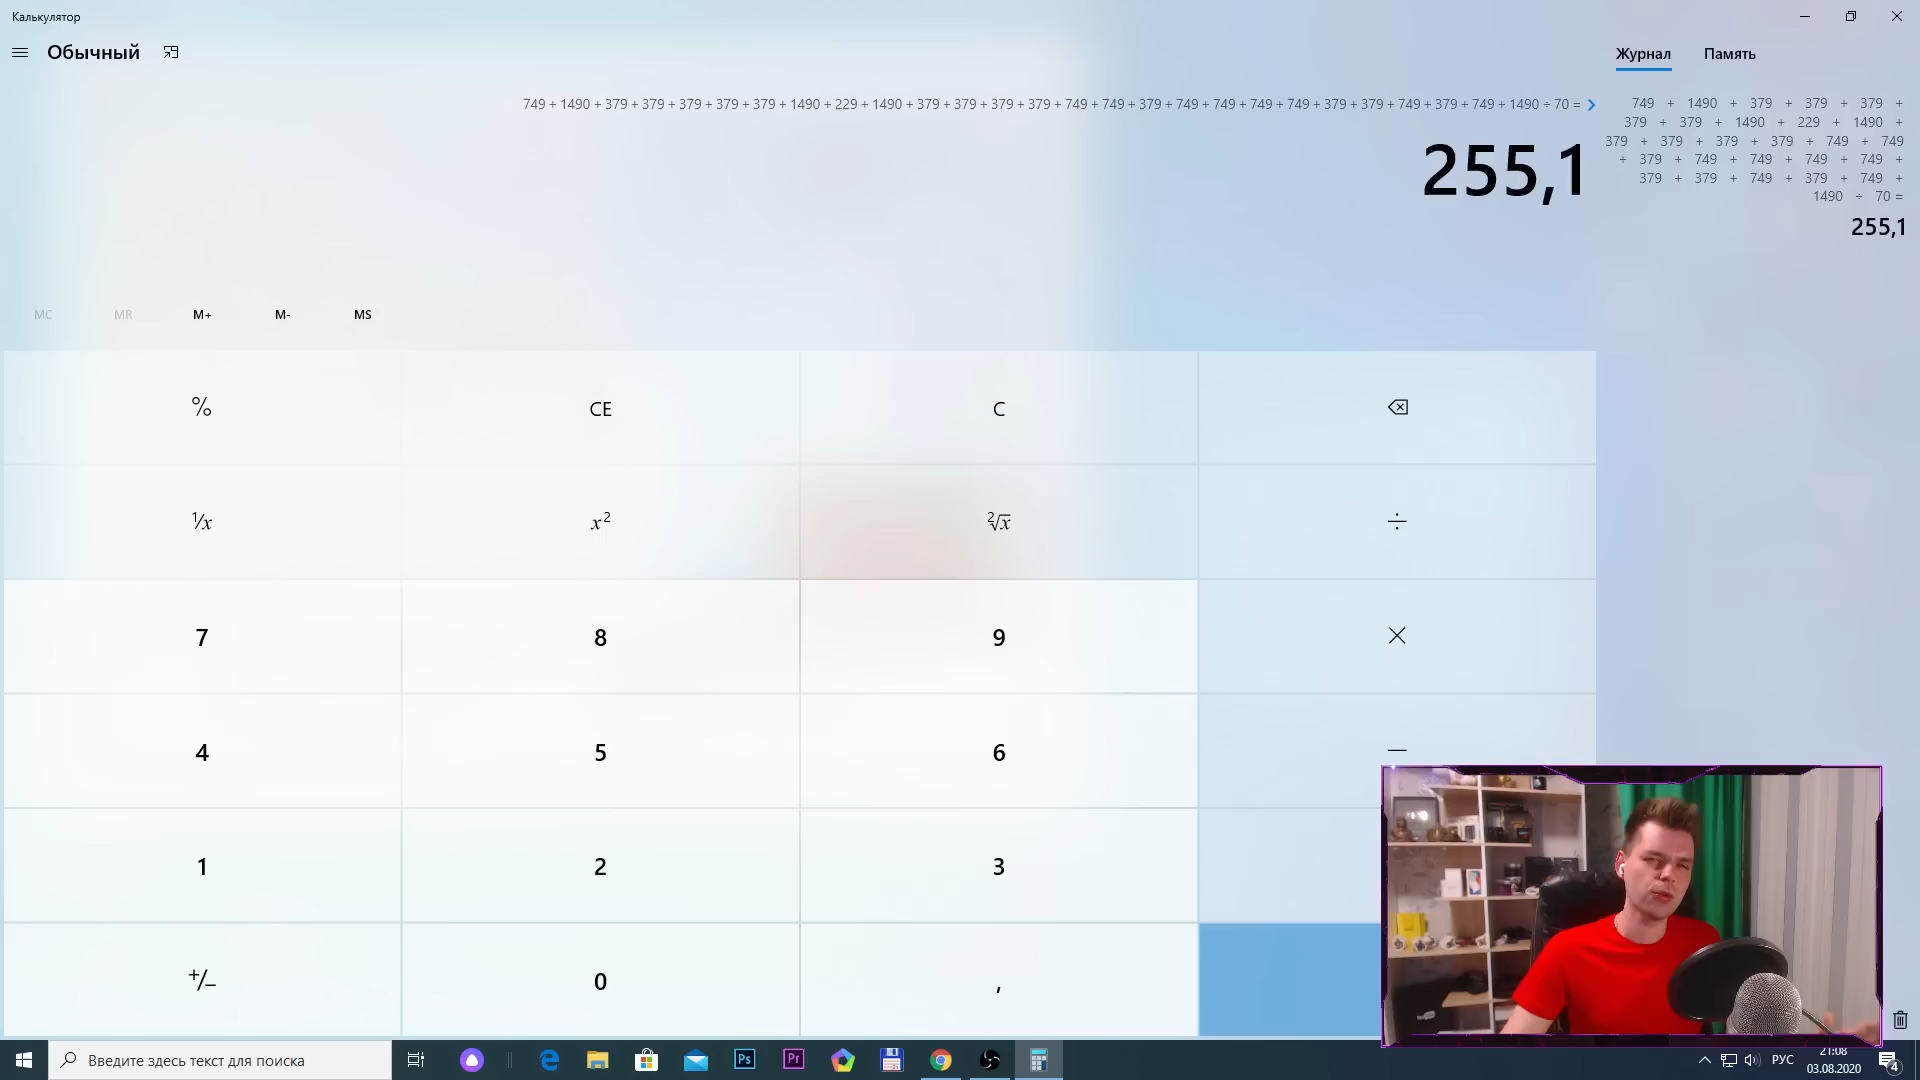 Калькулятор
Обычный
Журнал Память
749 + 1490 + 379 + 379 + 379 + 379 + 379 + 1490 + 229 + 1490 + 379 + 379 + 379 + 379 + 749 + 749 + 379 + 749 + 749 + 749 + 749 + 379 + 379 + 749 + 379 + 749 + 1490 ÷ 70 =
255,1
749 + 1490 + 379 + 379 + 379 +
379 + 379 + 1490 + 229 + 1490 +
379 + 379 + 379 + 379 + 749 + 749
+ 379 + 749 + 749 + 749 + 749 +
379 + 379 + 749 + 379 + 749 +
1490 ÷ 70 =
255,1
MC MR M+ M- MS
% CE C
1/x x² ²√x ÷
7 8 9 ×
4 5 6 −
1 2 3
+/− 0 ,
Введите здесь текст для поиска
Ps
Pr
РУС
21:08
03.08.2020
4